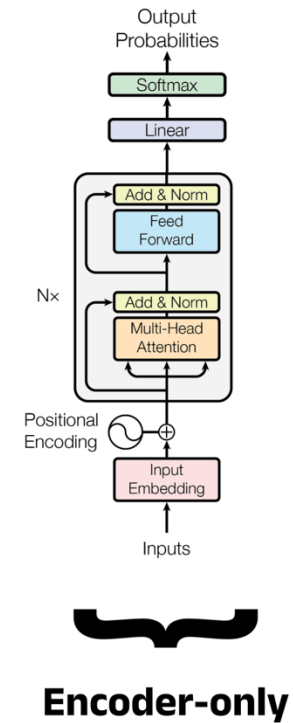 Output
Probabilities
Softmax
Linear
Add & Norm
Feed
Forward
N×
Add & Norm
Multi-Head
Attention
Positional
Encoding
Input
Embedding
Inputs
Encoder-only